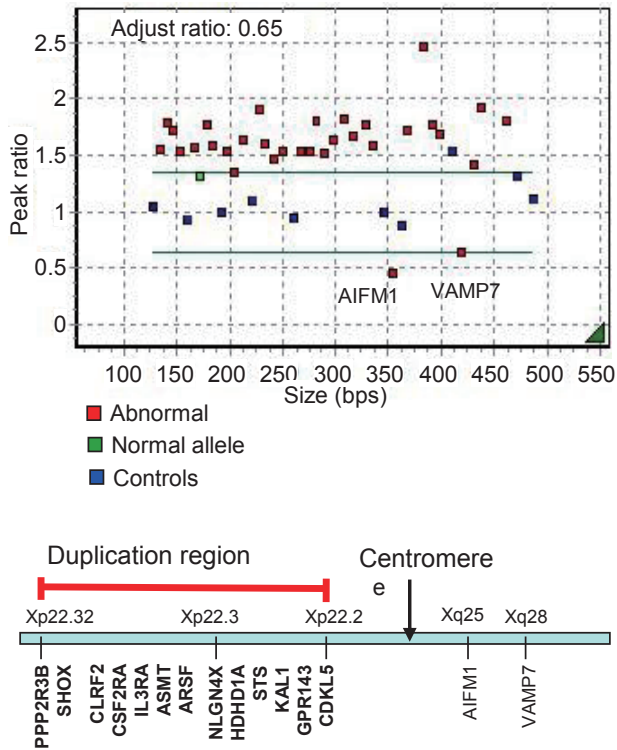 Adjust ratio: 0.65
2.5
2
1.5
1
0.5
0
Peak ratio
AIFM1
VAMP7
100 150 200 250 300 350 400 450 500 550
Size (bps)
Abnormal
Normal allele
Controls
Duplication region
Centromere
e
Xp22.32 Xp22.3 Xp22.2 Xq25 Xq28
PPP2R3B
SHOX
CLRF2
CSF2RA
IL3RA
ASMT
ARSF
NLGN4X
HDHD1A
STS
KAL1
GPR143
CDKL5
AIFM1
VAMP7